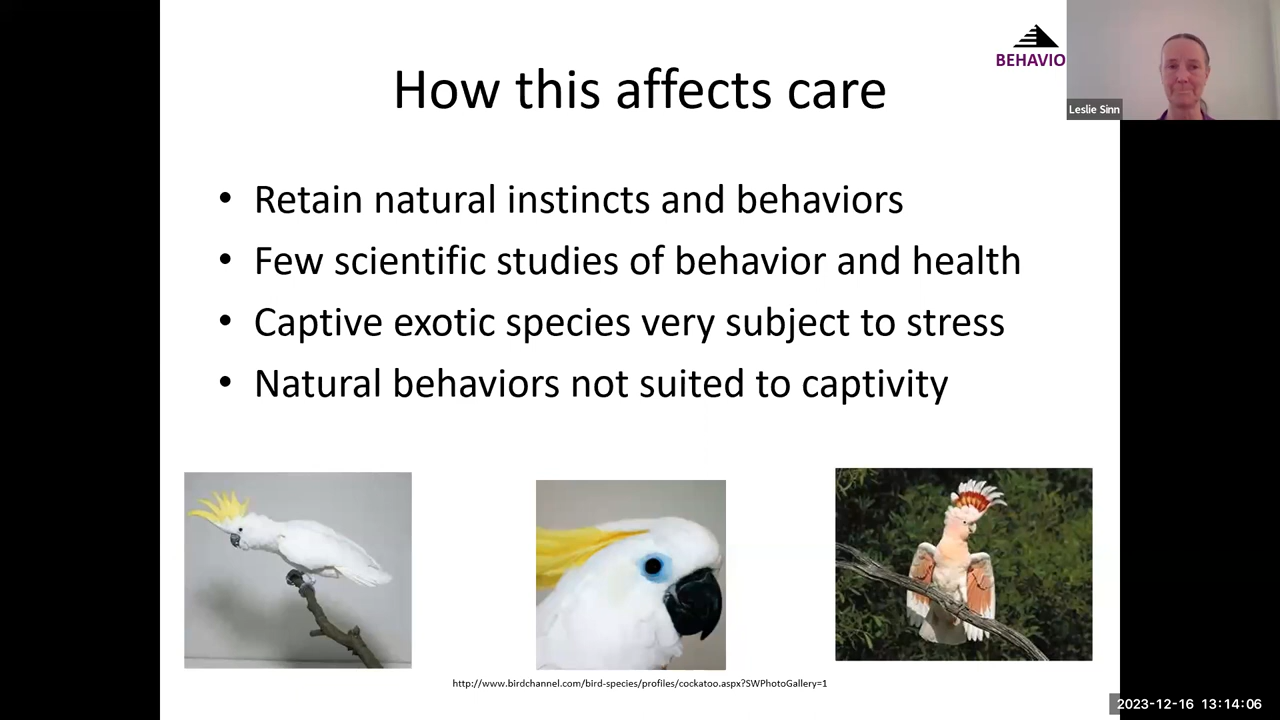 BEHAVIO
How this affects care
Leslie Sinn
• Retain natural instincts and behaviors
• Few scientific studies of behavior and health
• Captive exotic species very subject to stress
• Natural behaviors not suited to captivity
http://www.birdchannel.com/bird-species/profiles/cockatoo.aspx?SWPhotoGallery=1
2023-12-16 13:14:06